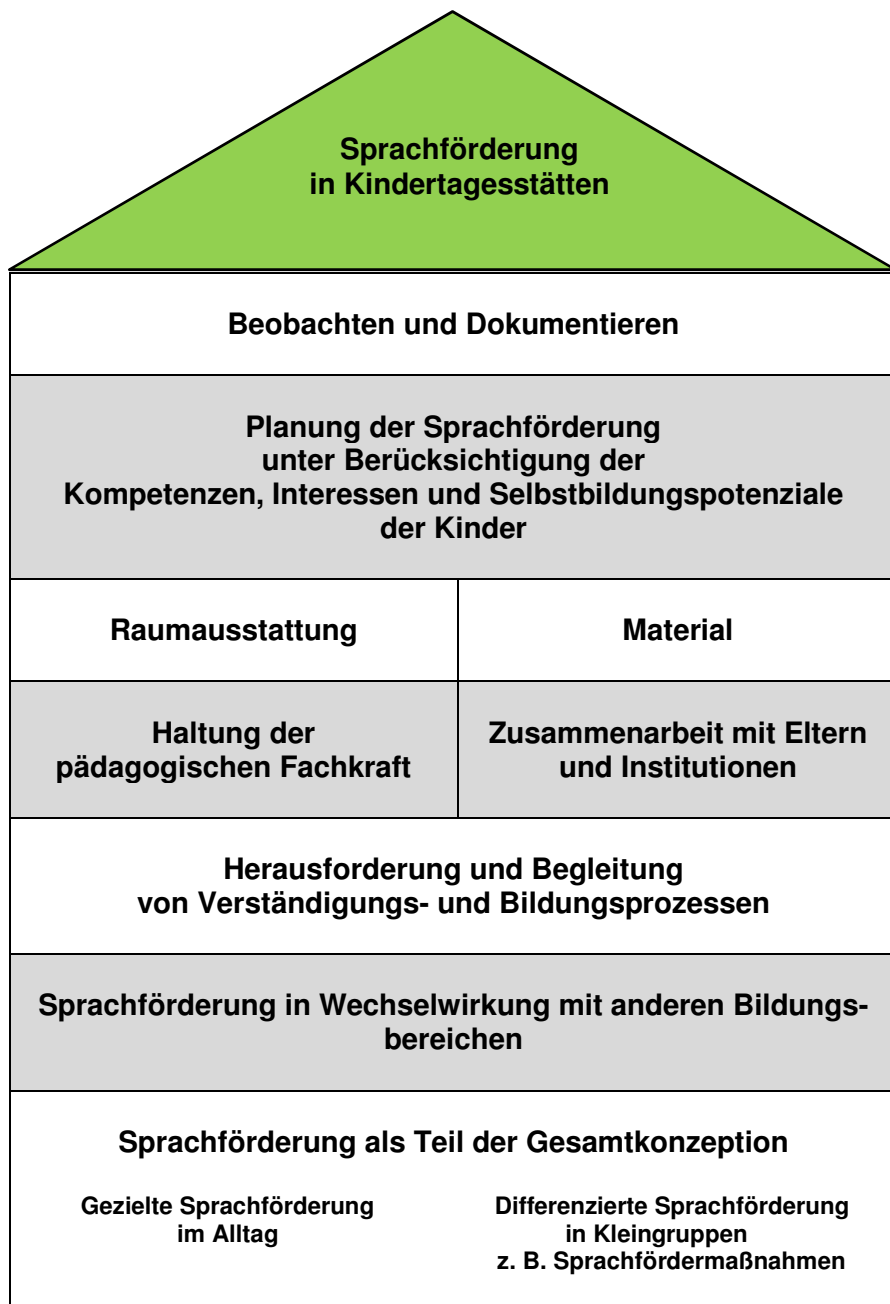 Sprachförderung
in Kindertagesstätten
Beobachten und Dokumentieren
Planung der Sprachförderung
unter Berücksichtigung der
Kompetenzen, Interessen und Selbstbildungspotenziale
der Kinder
Raumausstattung
Material
Haltung der
pädagogischen Fachkraft
Zusammenarbeit mit Eltern
und Institutionen
Herausforderung und Begleitung
von Verständigungs- und Bildungsprozessen
Sprachförderung in Wechselwirkung mit anderen Bildungs-
bereichen
Sprachförderung als Teil der Gesamtkonzeption
Gezielte Sprachförderung
im Alltag
Differenzierte Sprachförderung
in Kleingruppen
z. B. Sprachfördermaßnahmen